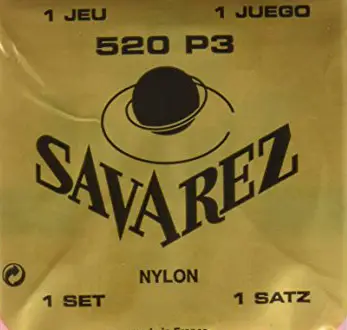 1 JEU 1 JUEGO
520 P3
SAVAREZ
NYLON
1 SET 1 SATZ